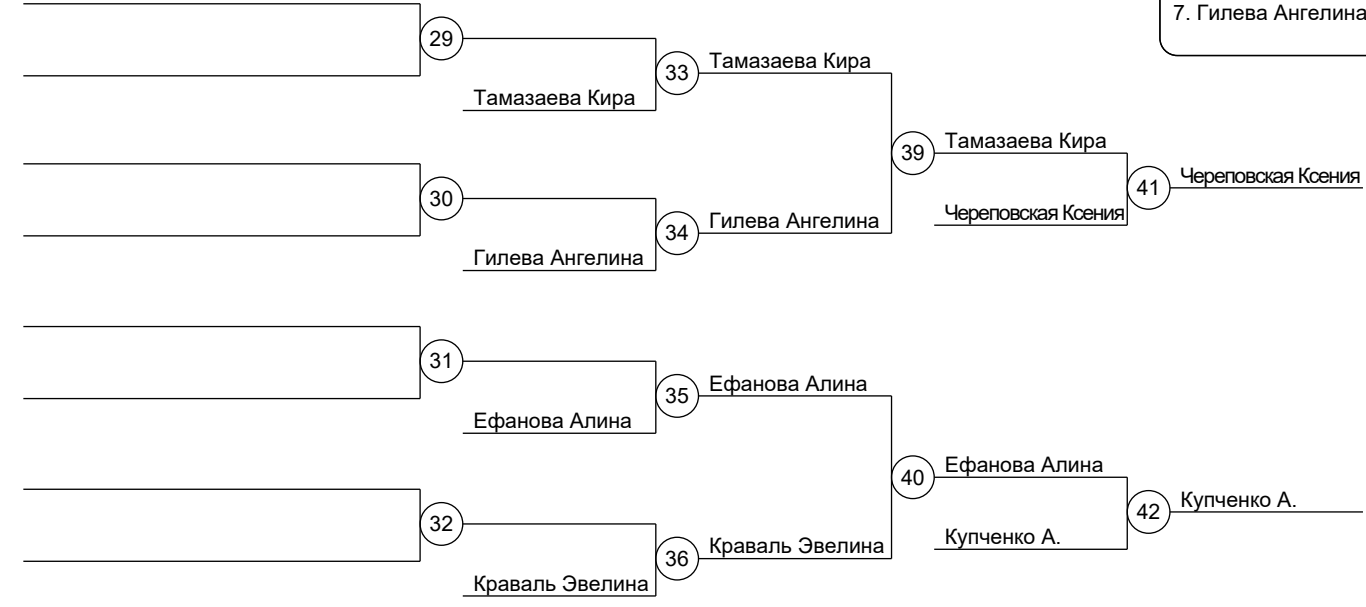 7. Гилева Ангелина
29
33
Тамазаева Кира
Тамазаева Кира
39
Тамазаева Кира
30
41
Череповская Ксения
34
Гилева Ангелина
Череповская Ксения
Гилева Ангелина
31
35
Ефанова Алина
Ефанова Алина
40
Ефанова Алина
32
42
Купченко А.
36
Краваль Эвелина
Купченко А.
Краваль Эвелина